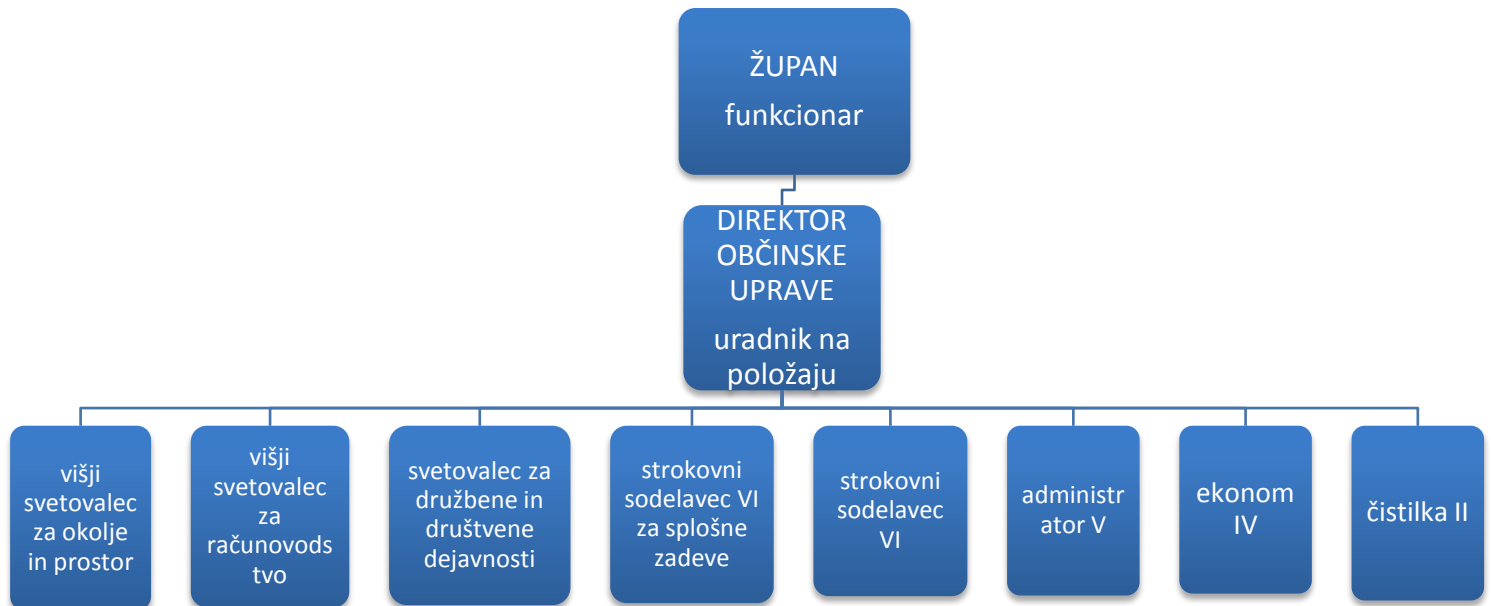 ŽUPAN
funkcionar
DIREKTOR
OBČINSKE
UPRAVE
uradnik na
položaju
višji
svetovalec
za okolje
in prostor
višji
svetovalec
za
računovods
tvo
svetovalec za
družbene in
društvene
dejavnosti
strokovni
sodelavec VI
za splošne
zadeve
strokovni
sodelavec
VI
administr
ator V
ekonom
IV
čistilka II